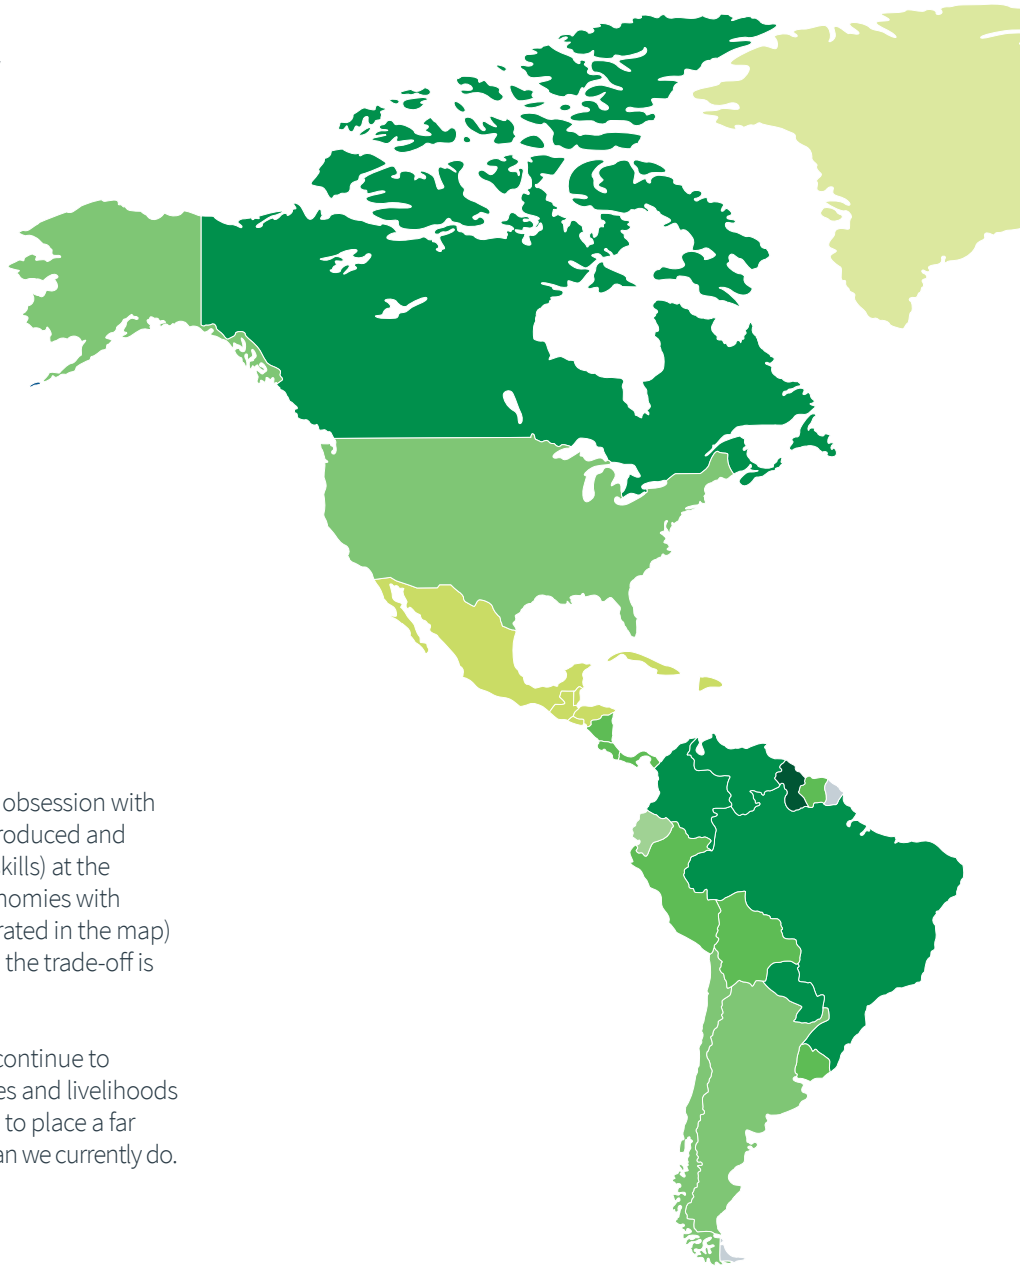 obsession with
roduced and
kills) at the
nomies with
rated in the map)
the trade-off is
continue to
es and livelihoods
to place a far
an we currently do.